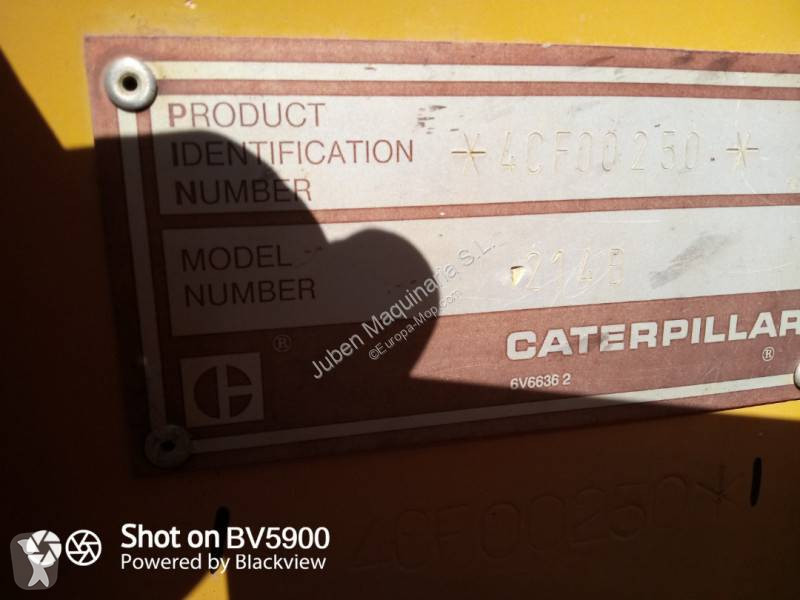 PRODUCT
IDENTIFICATION
NUMBER
*4CF00250*
MODEL
NUMBER
214B
Juben Maquinaria S.L.
©Europa-Mop.com
CATERPILLAR
®
®
6V6636 2
4CF00250*
Shot on BV5900
Powered by Blackview